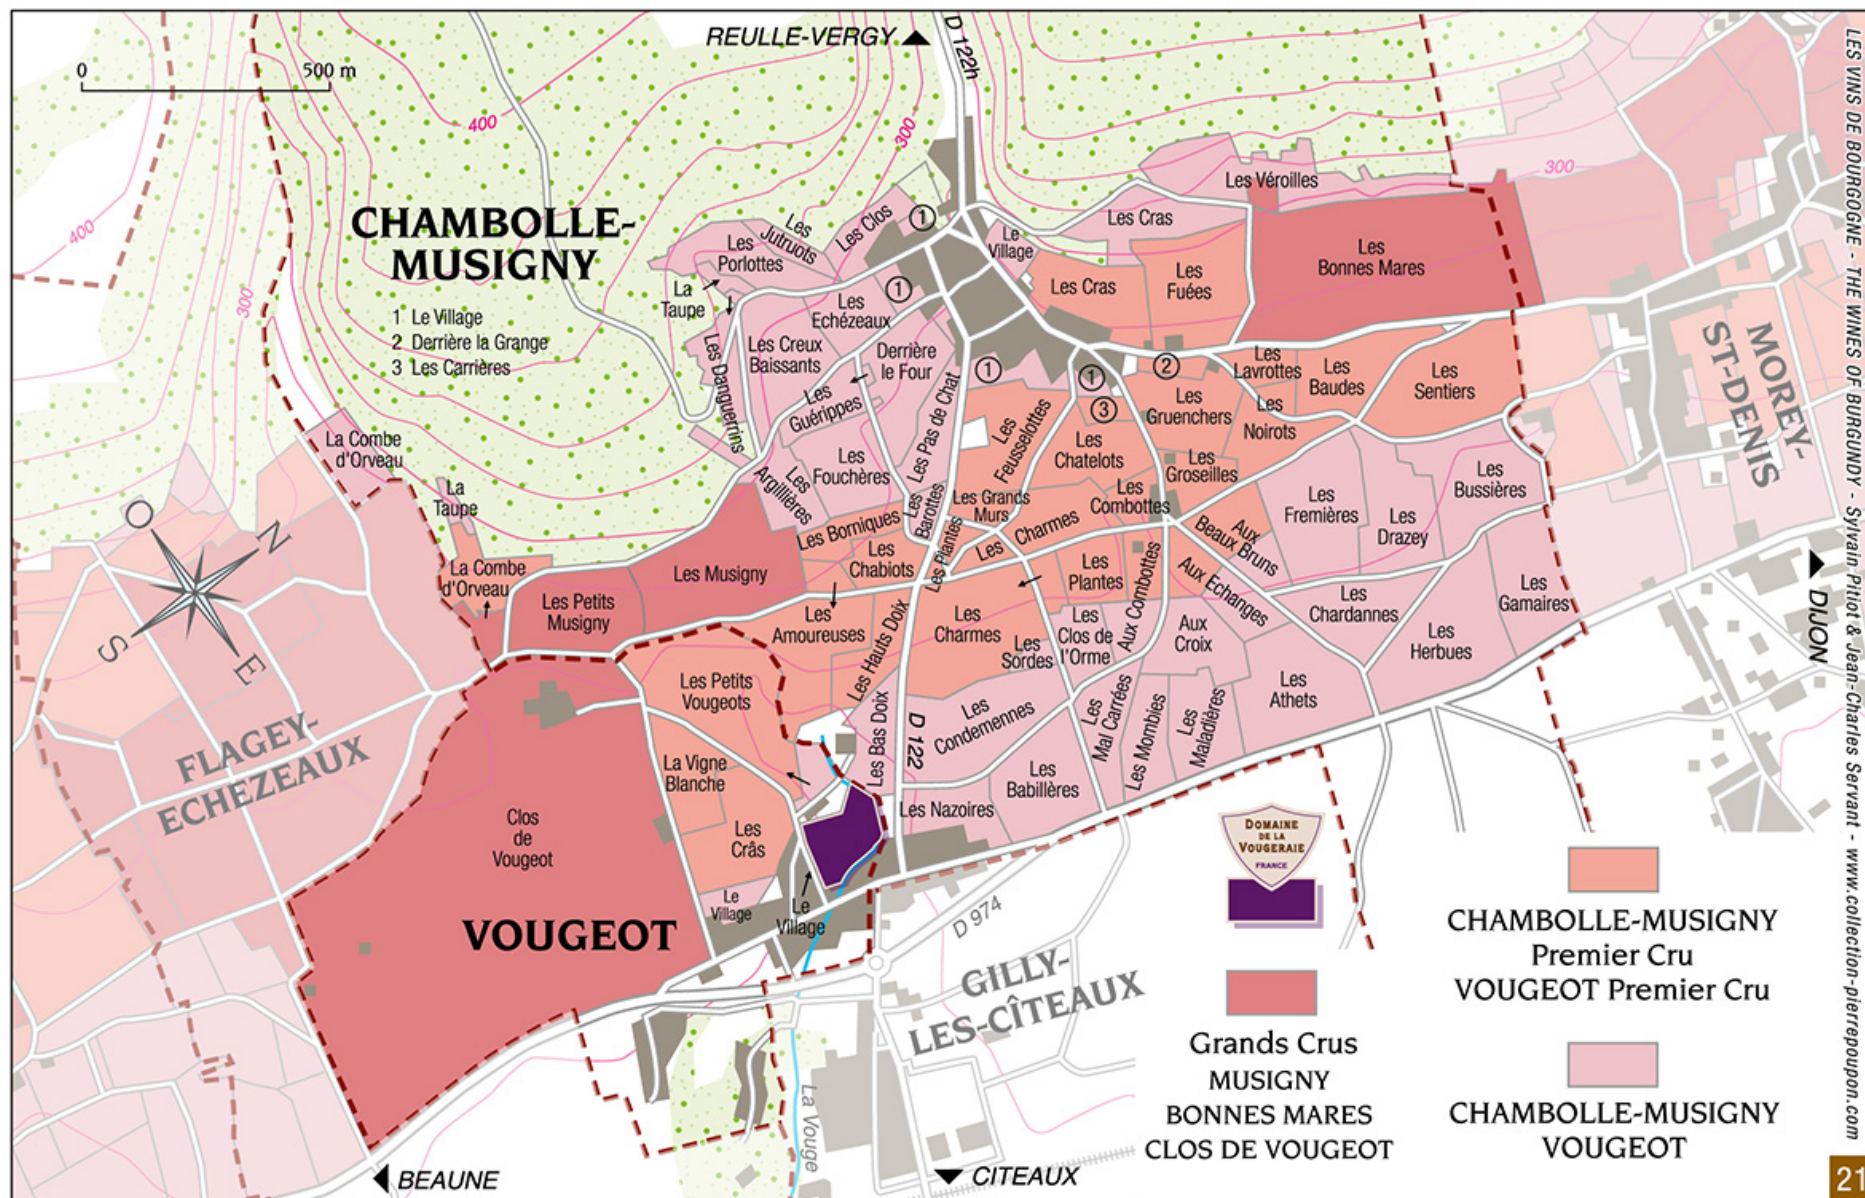 REULLE-VERGY
D 122h
0
500 m
400
300
400
300
300
CHAMBOLLE-
MUSIGNY
1 Le Village
2 Derrière la Grange
3 Les Carrières
Les Véroilles
Les Cras
Les
Bonnes Mares
Les
Fuées
Les Cras
Le
Village
1
Les Clos
Les
Jutruots
Les
Porlottes
La
Taupe
1
Les
Echézeaux
Les Creux
Baissants
Derrière
le Four
Les Danguerrins
Les
Guérippes
Les Pas de Chat
1
1
2
3
Les
Lavrottes
Les
Baudes
Les
Sentiers
Les
Gruenchers
Les
Noirots
Les
Feusselottes
Les
Chatelots
Les
Groseilles
Les
Fouchères
Les
Argillières
Les
Barottes
Les Grands
Murs
Les
Combottes
Les
Fremières
Les
Drazey
Les
Bussières
Aux
Beaux Bruns
La Combe
d'Orveau
La
Taupe
La Combe
d'Orveau
Les Petits
Musigny
Les Musigny
Les Borniques
Les
Chabiots
Les Plantes
Les Charmes
Les
Plantes
Aux Combottes
Aux Echanges
Les
Chardannes
Les
Gamaires
Les
Herbues
Les
Amoureuses
Les Hauts Doix
Les
Charmes
Les
Sordes
Les
Clos de
l'Orme
Aux
Croix
Les
Athets
Les Petits
Vougeots
Les Bas Doix
D 122
Les
Condemennes
Les
Mal Carrées
Les Mombies
Les
Maladières
La Vigne
Blanche
Les
Babillères
Les Nazoires
Les
Crâs
Le
Village
Le
Village
Clos
de
Vougeot
VOUGEOT
FLAGEY-
ECHEZEAUX
O
N
S
E
MOREY-
ST-DENIS
DIJON
D 974
GILLY-
LES-CÎTEAUX
La Vouge
BEAUNE
CITEAUX
DOMAINE
DE LA
VOUGERAIE
FRANCE
Grands Crus
MUSIGNY
BONNES MARES
CLOS DE VOUGEOT
CHAMBOLLE-MUSIGNY
Premier Cru
VOUGEOT Premier Cru
CHAMBOLLE-MUSIGNY
VOUGEOT
LES VINS DE BOURGOGNE - THE WINES OF BURGUNDY - Sylvain Pitiot & Jean-Charles Servant - www.collection-pierrepoupon.com
21